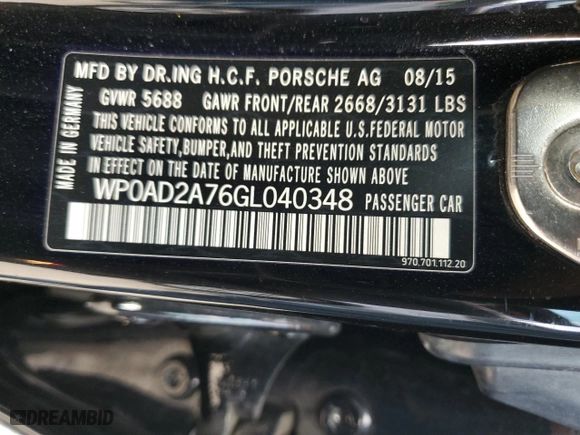 MFD BY DR.ING H.C.F. PORSCHE AG 08/15
GVWR 5688 GAWR FRONT/REAR 2668/3131 LBS
THIS VEHICLE CONFORMS TO ALL APPLICABLE U.S.FEDERAL MOTOR
VEHICLE SAFETY,BUMPER,AND THEFT PREVENTION STANDARDS
IN EFFECT ON THE DATE OF MANUFACTURE SHOWN ABOVE.
WP0AD2A76GL040348 PASSENGER CAR
MADE IN GERMANY
970.701.112.20
DREAMBID